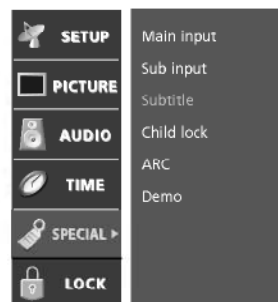 SETUP
PICTURE
AUDIO
TIME
SPECIAL
LOCK
Main input
Sub input
Subtitle
Child lock
ARC
Demo